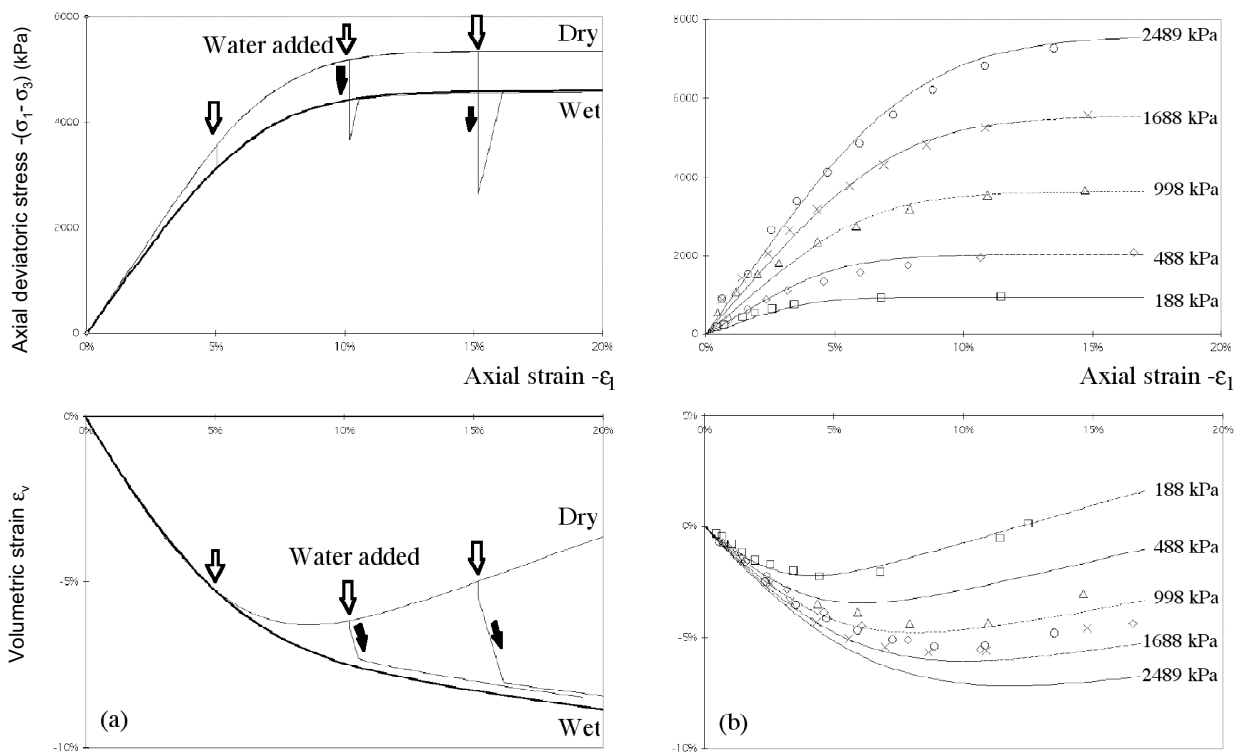 Axial deviatoric stress -(σ1- σ3) (kPa)
6000
4000
2000
0
0%
5%
10%
15%
20%
Water added
Dry
Wet
Axial strain -ε1
8000
6000
4000
2000
0
0%
5%
10%
15%
20%
2489 kPa
1688 kPa
998 kPa
488 kPa
188 kPa
Axial strain -ε1
Volumetric strain εv
0%
-5%
-10%
0%
5%
10%
15%
20%
Dry
Water added
Wet
(a)
5%
0%
-5%
-10%
5%
10%
15%
20%
188 kPa
488 kPa
998 kPa
1688 kPa
2489 kPa
(b)